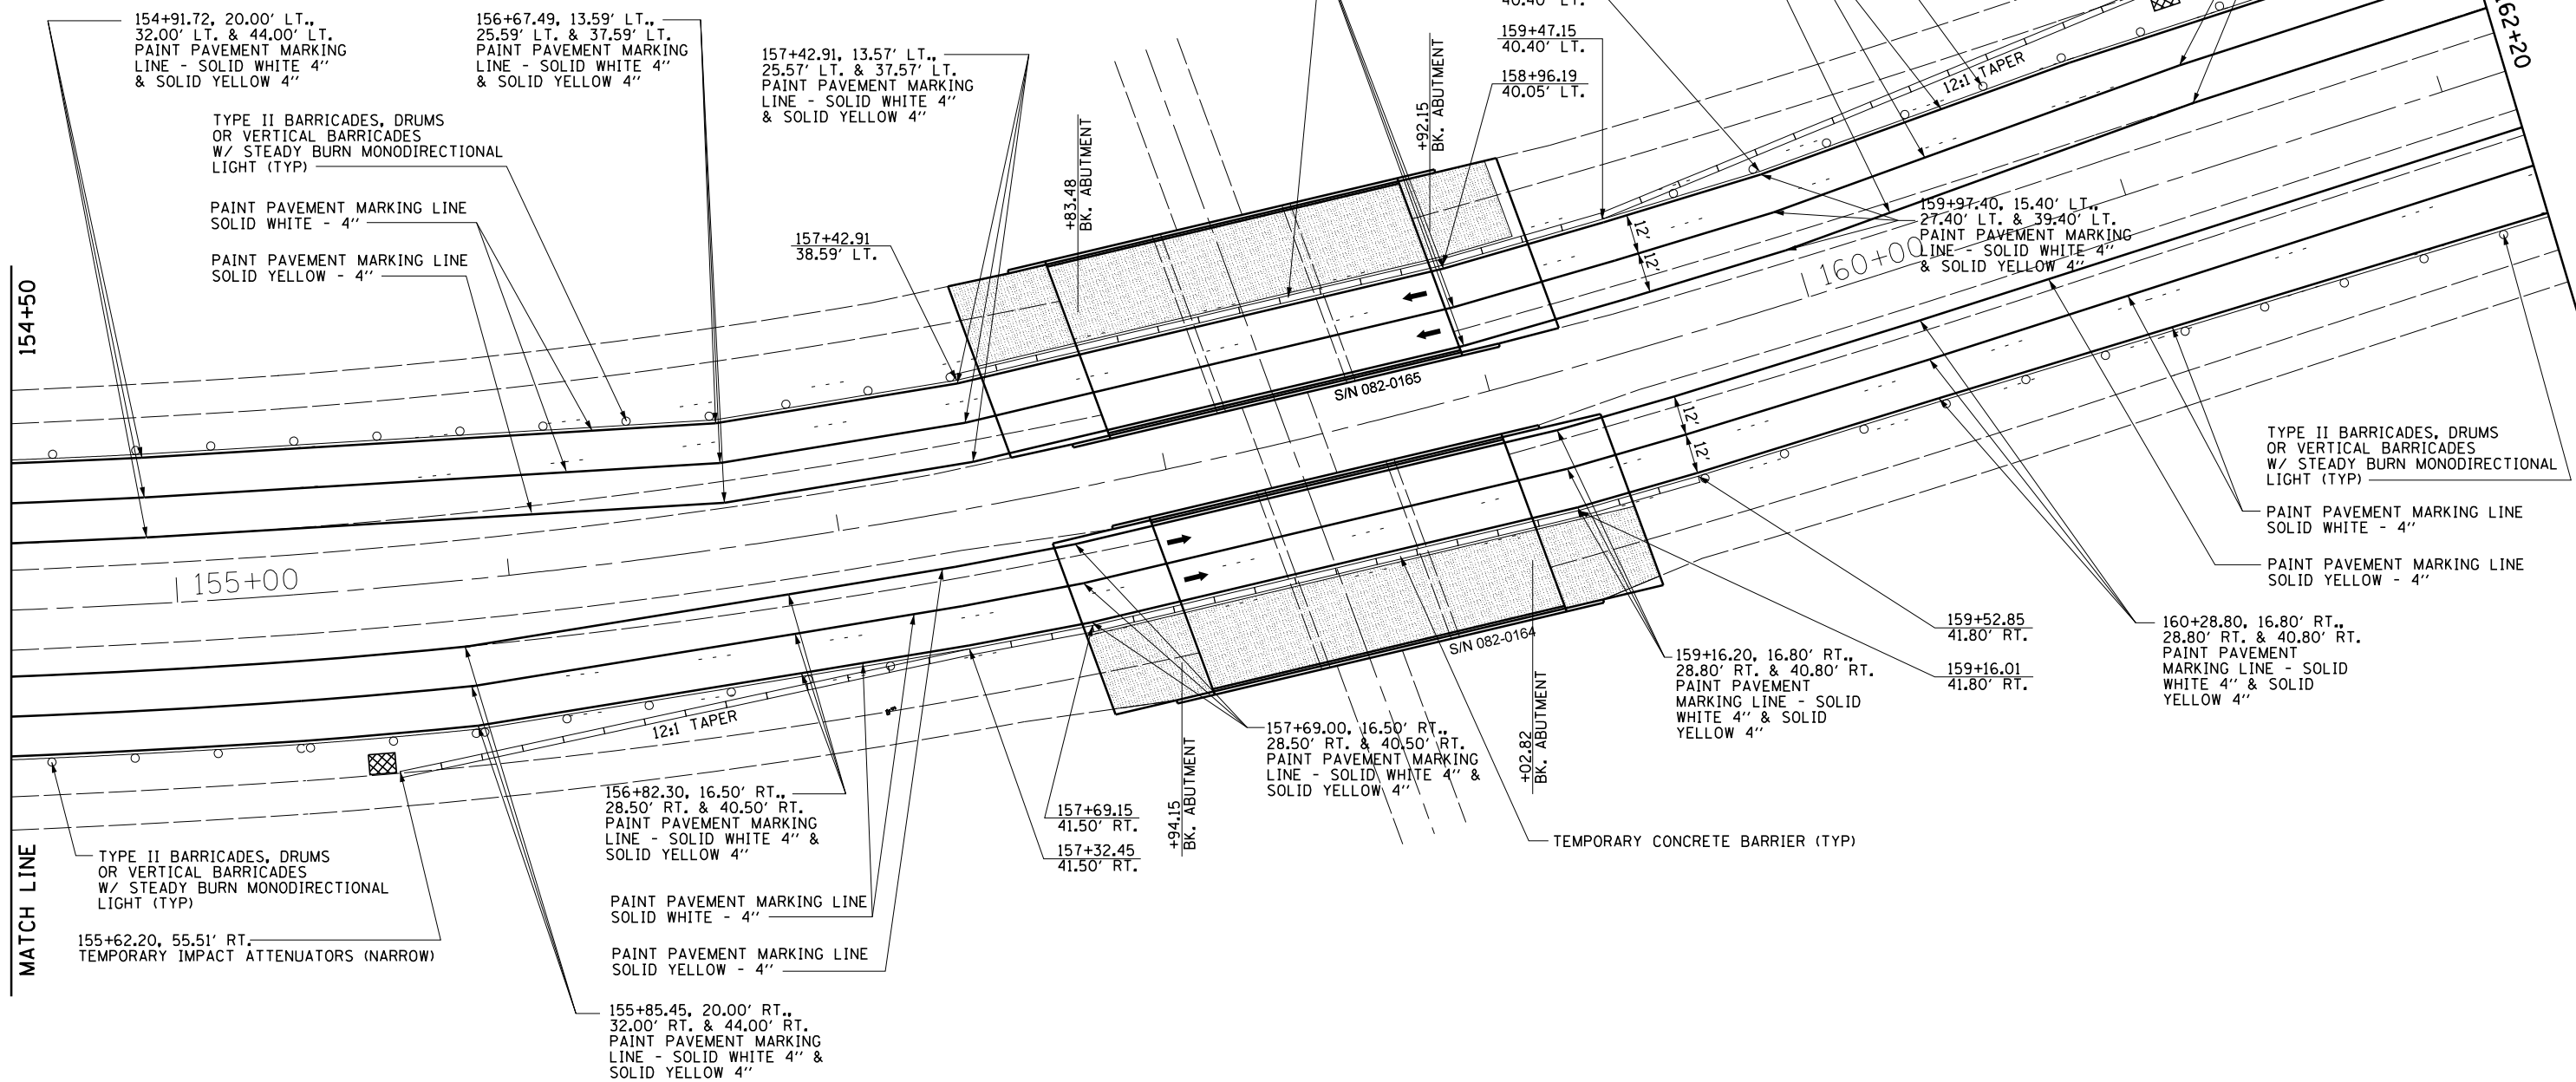 154+91.72, 20.00' LT.,
32.00' LT. & 44.00' LT.
PAINT PAVEMENT MARKING
LINE - SOLID WHITE 4''
& SOLID YELLOW 4''
156+67.49, 13.59' LT.,
25.59' LT. & 37.59' LT.
PAINT PAVEMENT MARKING
LINE - SOLID WHITE 4''
& SOLID YELLOW 4''
157+42.91, 13.57' LT.,
25.57' LT. & 37.57' LT.
PAINT PAVEMENT MARKING
LINE - SOLID WHITE 4''
& SOLID YELLOW 4''
40.40' LT.
159+47.15
40.40' LT.
158+96.19
40.05' LT.
12:1 TAPER
162+20
TYPE II BARRICADES, DRUMS
OR VERTICAL BARRICADES
W/ STEADY BURN MONODIRECTIONAL
LIGHT (TYP)
PAINT PAVEMENT MARKING LINE
SOLID WHITE - 4''
PAINT PAVEMENT MARKING LINE
SOLID YELLOW - 4''
154+50
157+42.91
38.59' LT.
+83.48
BK. ABUTMENT
+92.15
BK. ABUTMENT
12'
12'
159+97.40, 15.40' LT.,
27.40' LT. & 39.40' LT.
PAINT PAVEMENT MARKING
LINE - SOLID WHITE 4''
& SOLID YELLOW 4''
160+00
S/N 082-0165
12'
12'
155+00
S/N 082-0164
TYPE II BARRICADES, DRUMS
OR VERTICAL BARRICADES
W/ STEADY BURN MONODIRECTIONAL
LIGHT (TYP)
PAINT PAVEMENT MARKING LINE
SOLID WHITE - 4''
PAINT PAVEMENT MARKING LINE
SOLID YELLOW - 4''
159+52.85
41.80' RT.
159+16.01
41.80' RT.
160+28.80, 16.80' RT.,
28.80' RT. & 40.80' RT.
PAINT PAVEMENT
MARKING LINE - SOLID
WHITE 4'' & SOLID
YELLOW 4''
159+16.20, 16.80' RT.,
28.80' RT. & 40.80' RT.
PAINT PAVEMENT
MARKING LINE - SOLID
WHITE 4'' & SOLID
YELLOW 4''
12:1 TAPER
157+69.00, 16.50' RT.,
28.50' RT. & 40.50' RT.
PAINT PAVEMENT MARKING
LINE - SOLID WHITE 4'' &
SOLID YELLOW 4''
+02.82
BK. ABUTMENT
+94.15
BK. ABUTMENT
156+82.30, 16.50' RT.,
28.50' RT. & 40.50' RT.
PAINT PAVEMENT MARKING
LINE - SOLID WHITE 4'' &
SOLID YELLOW 4''
157+69.15
41.50' RT.
157+32.45
41.50' RT.
TEMPORARY CONCRETE BARRIER (TYP)
MATCH LINE
TYPE II BARRICADES, DRUMS
OR VERTICAL BARRICADES
W/ STEADY BURN MONODIRECTIONAL
LIGHT (TYP)
155+62.20, 55.51' RT.
TEMPORARY IMPACT ATTENUATORS (NARROW)
PAINT PAVEMENT MARKING LINE
SOLID WHITE - 4''
PAINT PAVEMENT MARKING LINE
SOLID YELLOW - 4''
155+85.45, 20.00' RT.,
32.00' RT. & 44.00' RT.
PAINT PAVEMENT MARKING
LINE - SOLID WHITE 4'' &
SOLID YELLOW 4''